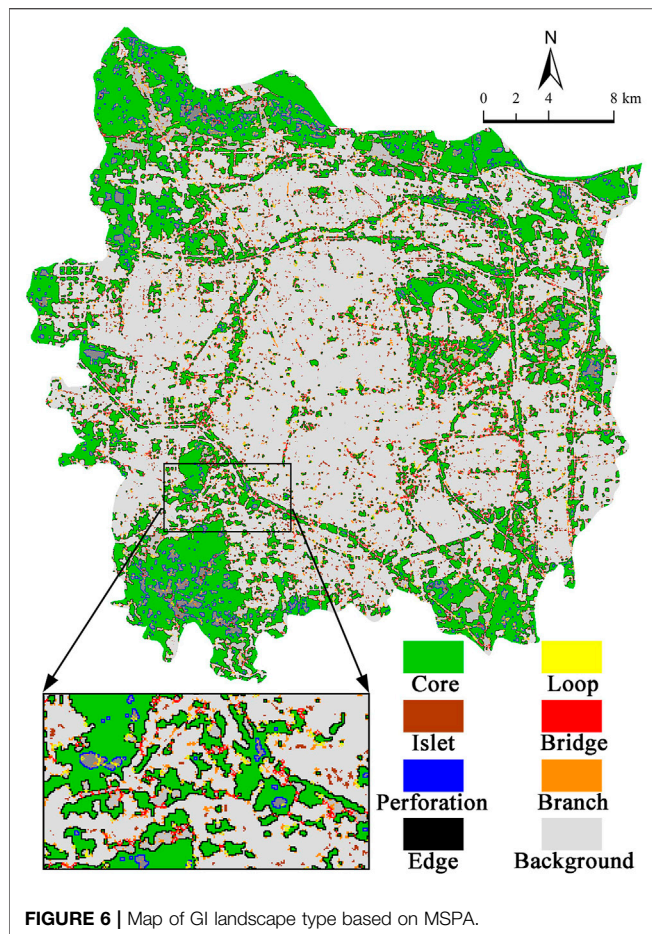 N
0 2 4 8 km
Core Loop
Islet Bridge
Perforation Branch
Edge Background
FIGURE 6 | Map of GI landscape type based on MSPA.